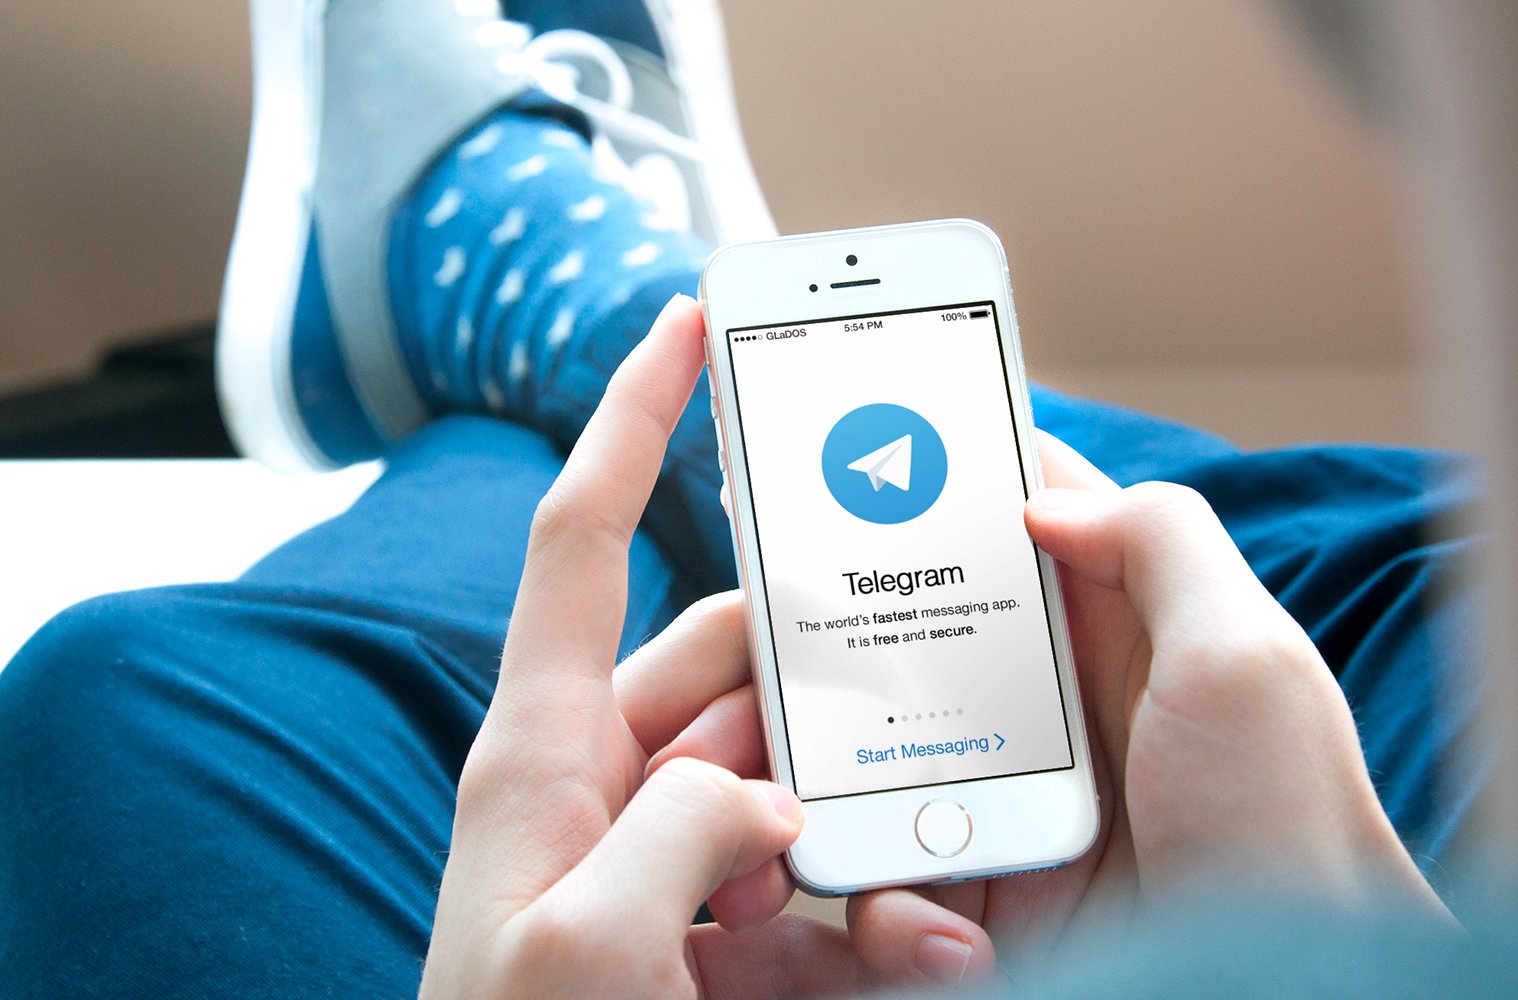 GLaDOS 5:54 PM 100%
Telegram
The world's fastest messaging app.
It is free and secure.
Start Messaging